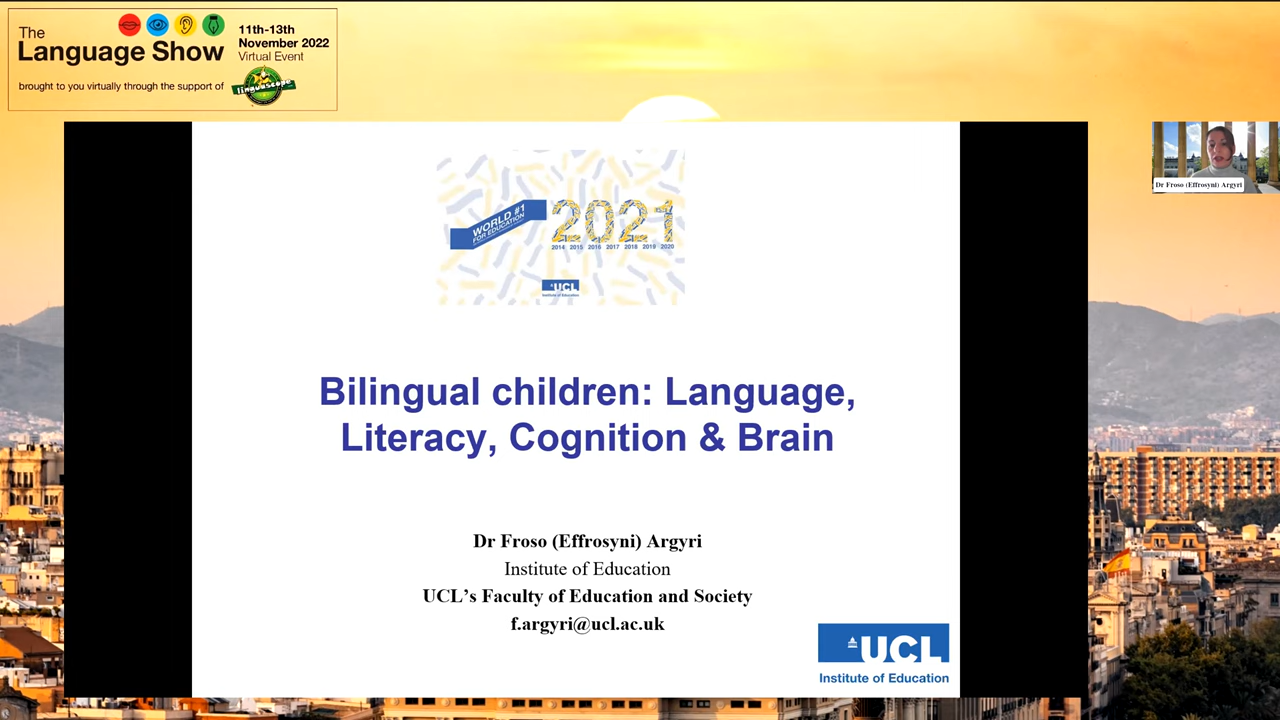 The
Language Show
11th-13th
November 2022
Virtual Event
brought to you virtually through the support of
linguascope
Dr Froso (Effrosyni) Argyri
WORLD #1
FOR EDUCATION
2021
2014 2015 2016 2017 2018 2019 2020
UCL
Institute of Education
Bilingual children: Language,
Literacy, Cognition & Brain
Dr Froso (Effrosyni) Argyri
Institute of Education
UCL’s Faculty of Education and Society
f.argyri@ucl.ac.uk
UCL
Institute of Education